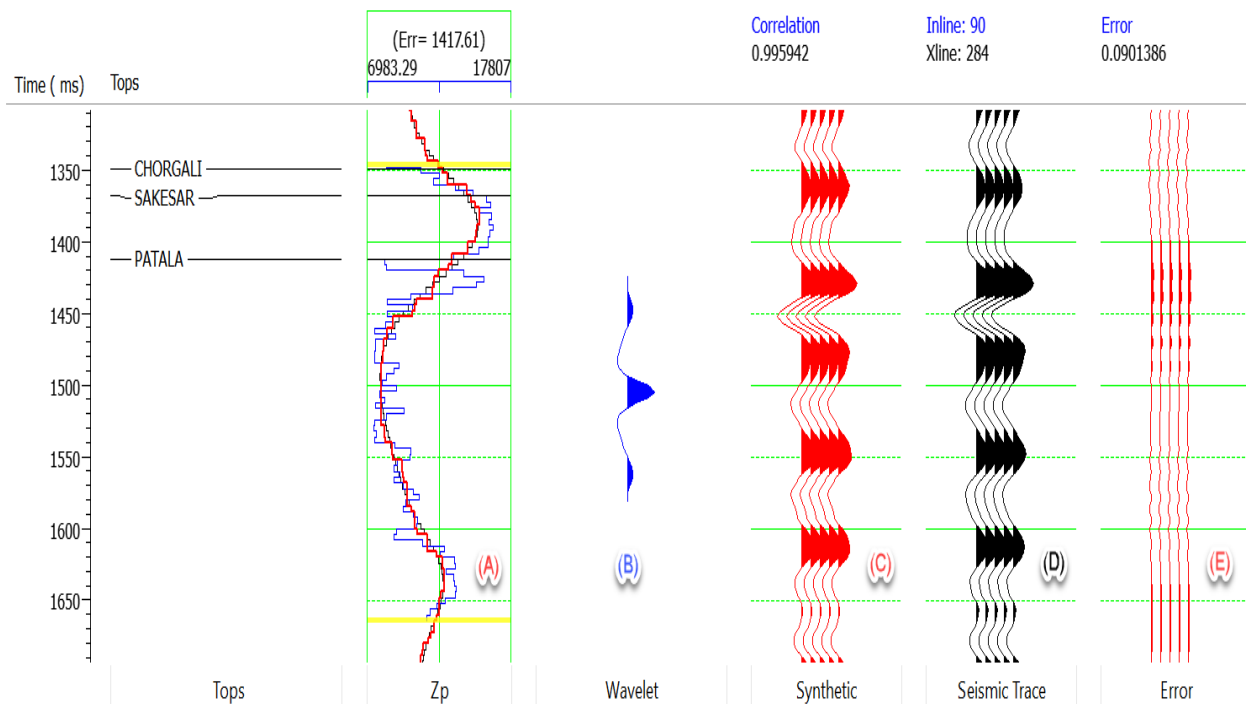 Correlation
0.995942
Inline: 90
Xline: 284
Error
0.0901386
(Err= 1417.61)
6983.29 17807
Time ( ms) Tops
1350
CHORGALI
SAKESAR
1400
PATALA
1450
1500
1550
1600
(A) (B) (C) (D) (E)
1650
Tops Zp Wavelet Synthetic Seismic Trace Error